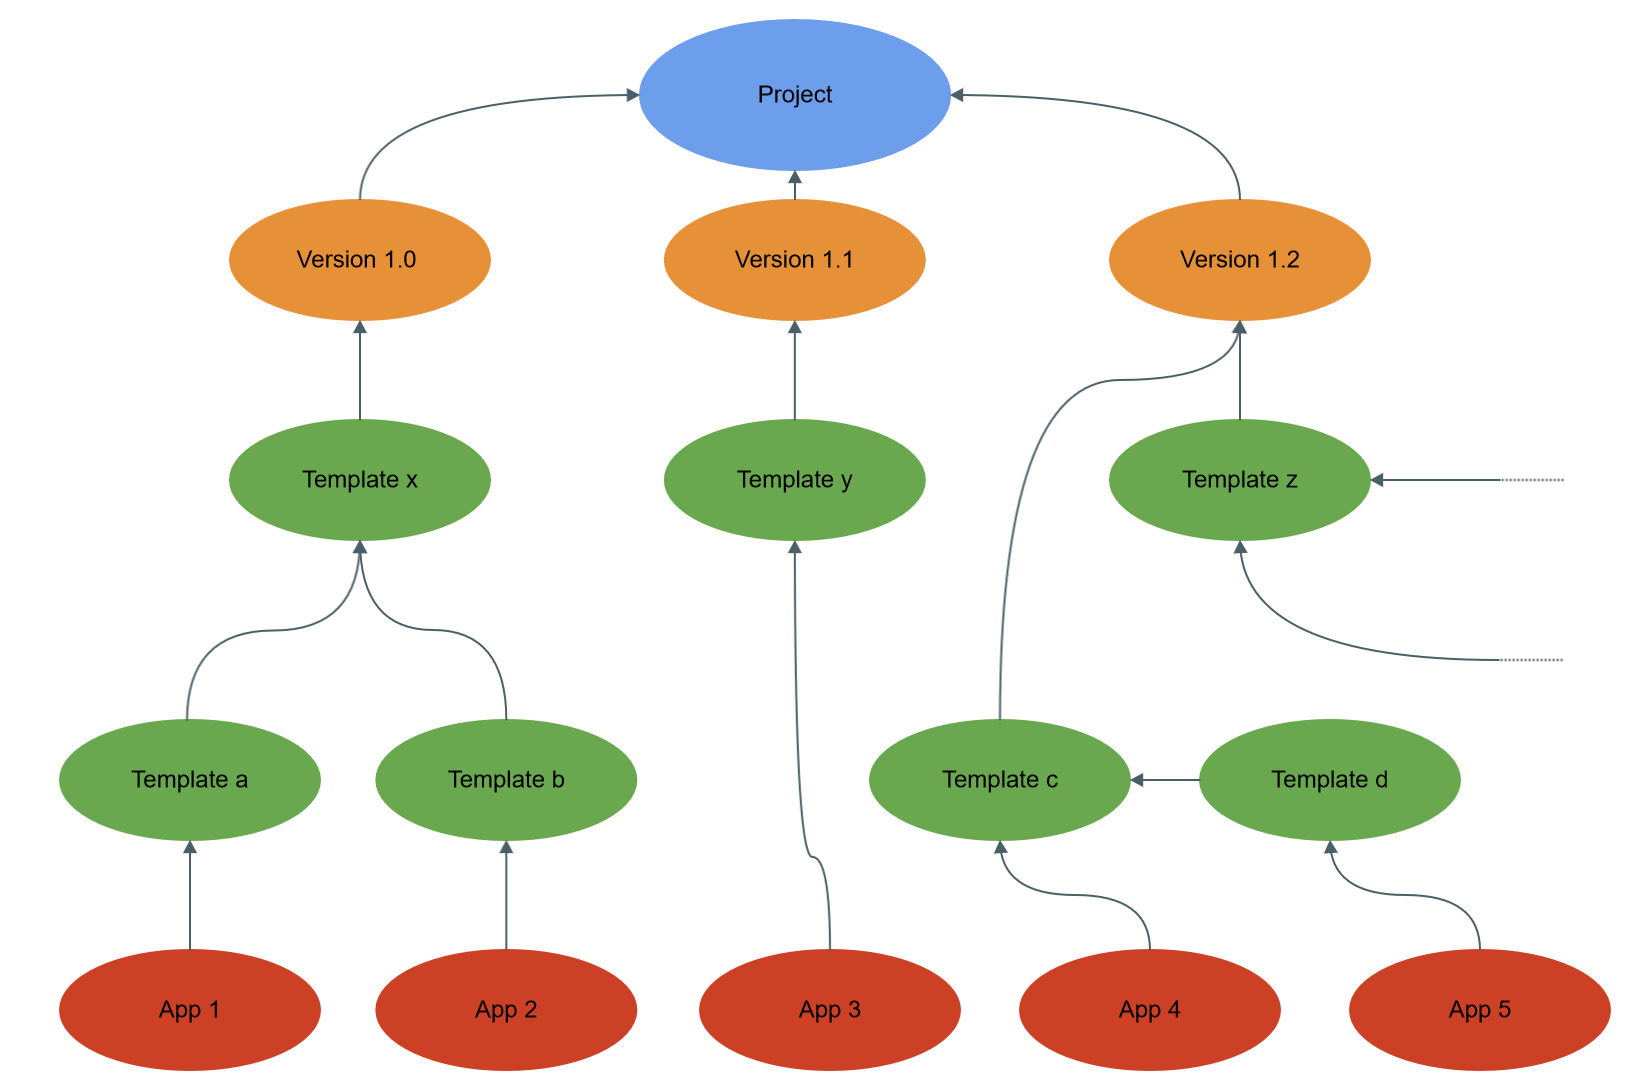 Project
Version 1.0
Version 1.1
Version 1.2
Template x
Template y
Template z
Template a
Template b
Template c
Template d
App 1
App 2
App 3
App 4
App 5